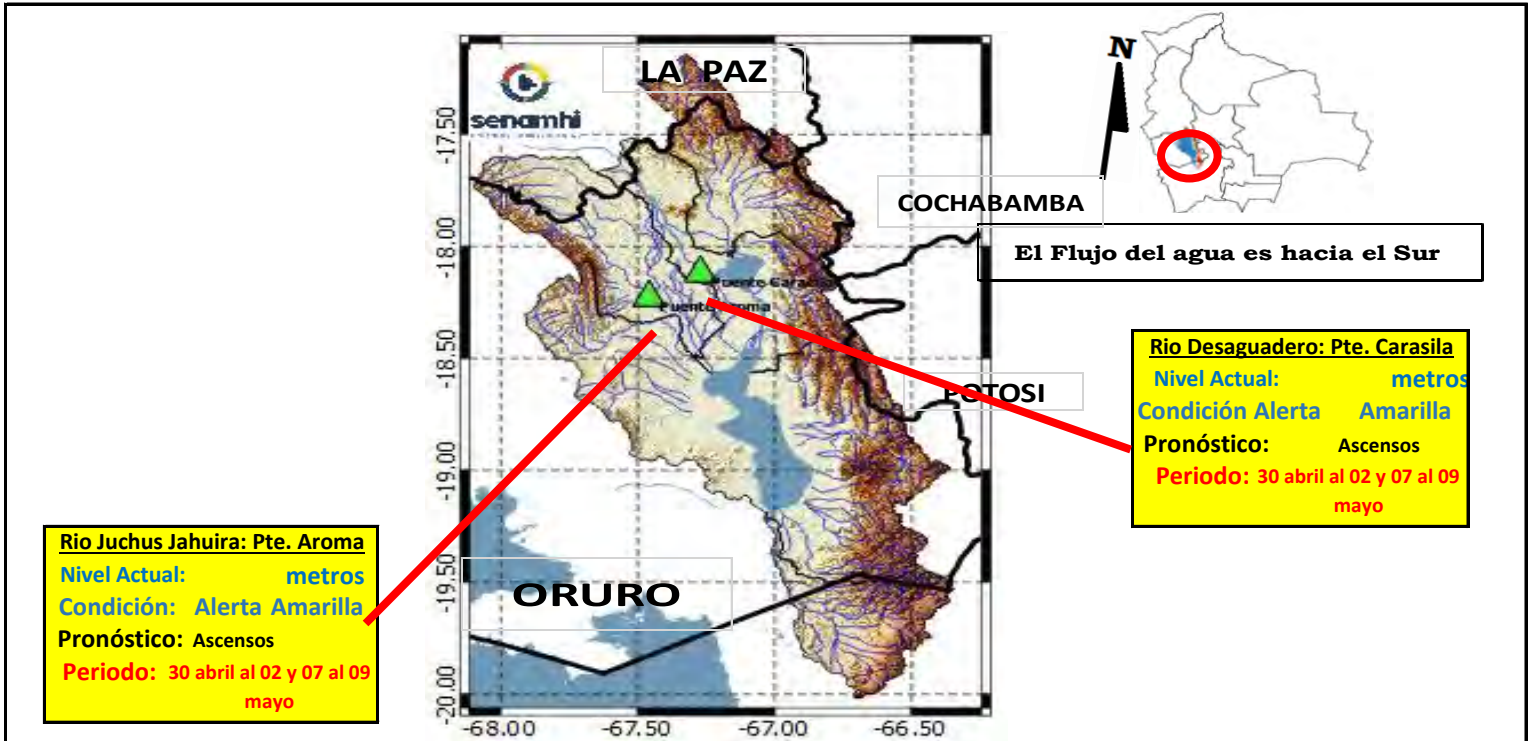 LA PAZ
senamhi
N
COCHABAMBA
El Flujo del agua es hacia el Sur
POTOSI
ORURO
Rio Desaguadero: Pte. Carasila
Nivel Actual: metros
Condición Alerta Amarilla
Pronóstico: Ascensos
Periodo: 30 abril al 02 y 07 al 09
mayo
Rio Juchus Jahuira: Pte. Aroma
Nivel Actual: metros
Condición: Alerta Amarilla
Pronóstico: Ascensos
Periodo: 30 abril al 02 y 07 al 09
mayo
Puente
Puente
-17.50
-18.00
-18.50
-19.00
-19.50
-20.00
-68.00 -67.50 -67.00 -66.50